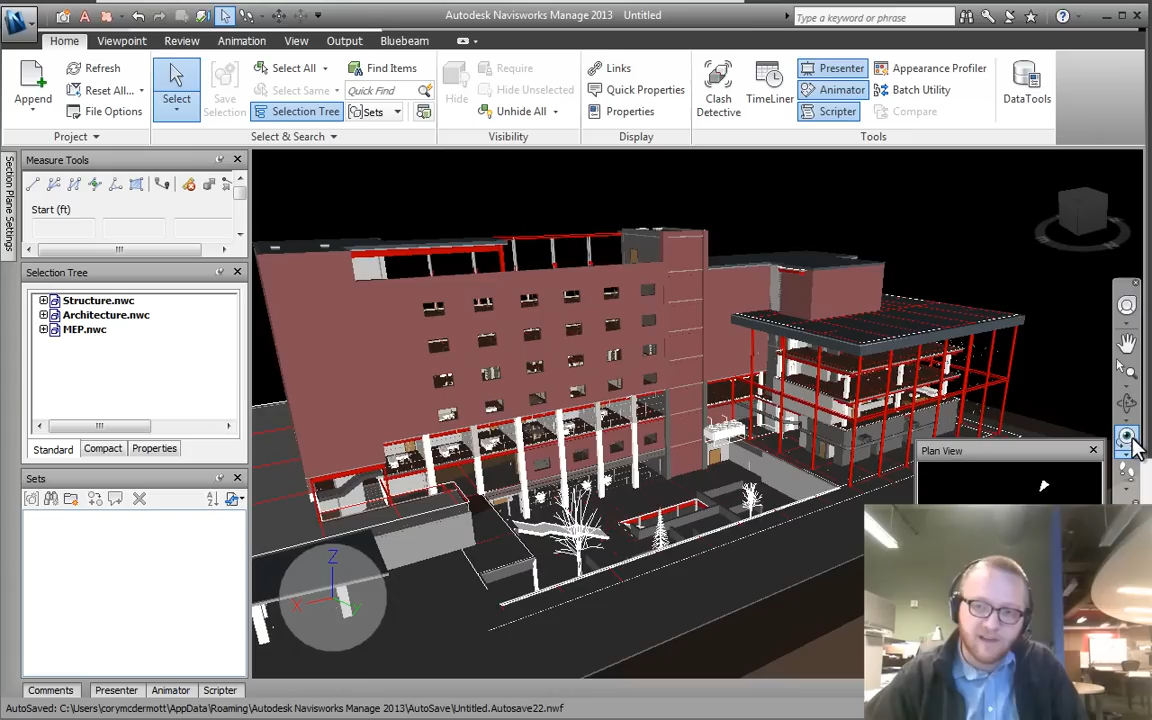 Autodesk Navisworks Manage 2013    Untitled
Type a keyword or phrase
Home Viewpoint Review Animation View Output Bluebeam
Append
Refresh
Reset All...
File Options
Project
Select
Save Selection
Select All
Select Same
Selection Tree
Find Items
Quick Find
Sets
Select & Search
Hide
Require
Hide Unselected
Unhide All
Visibility
Links
Quick Properties
Properties
Display
Clash Detective
TimeLiner
Presenter
Animator
Scripter
Appearance Profiler
Batch Utility
Compare
Tools
DataTools
Section Plane Settings
Measure Tools
Start (ft)
Selection Tree
Structure.nwc
Architecture.nwc
MEP.nwc
Standard Compact Properties
Sets
Plan View
Z
X
Y
Comments Presenter Animator Scripter
AutoSaved: C:\Users\corymcdermott\AppData\Roaming\Autodesk Navisworks Manage 2013\AutoSave\Untitled.Autosave22.nwf